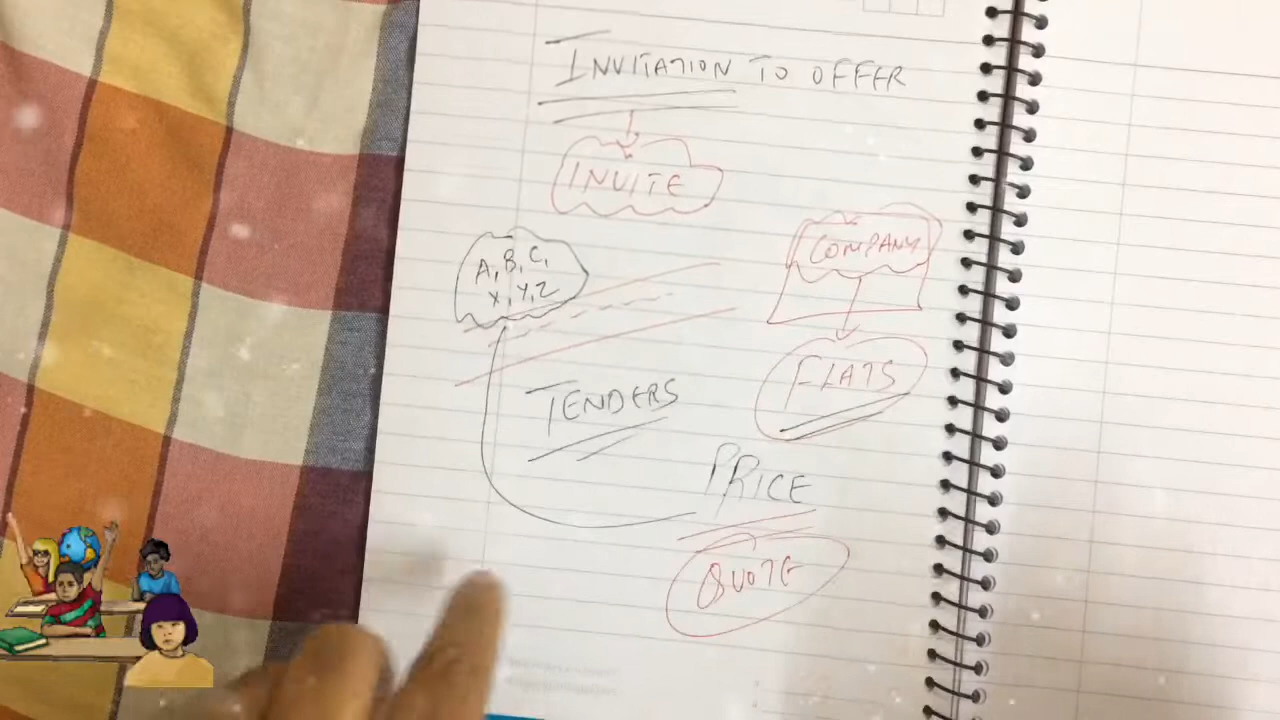 INVITATION TO OFFER
INVITE
A, B, C,
X, Y, Z
COMPANY
FLATS
TENDERS
PRICE
QUOTE